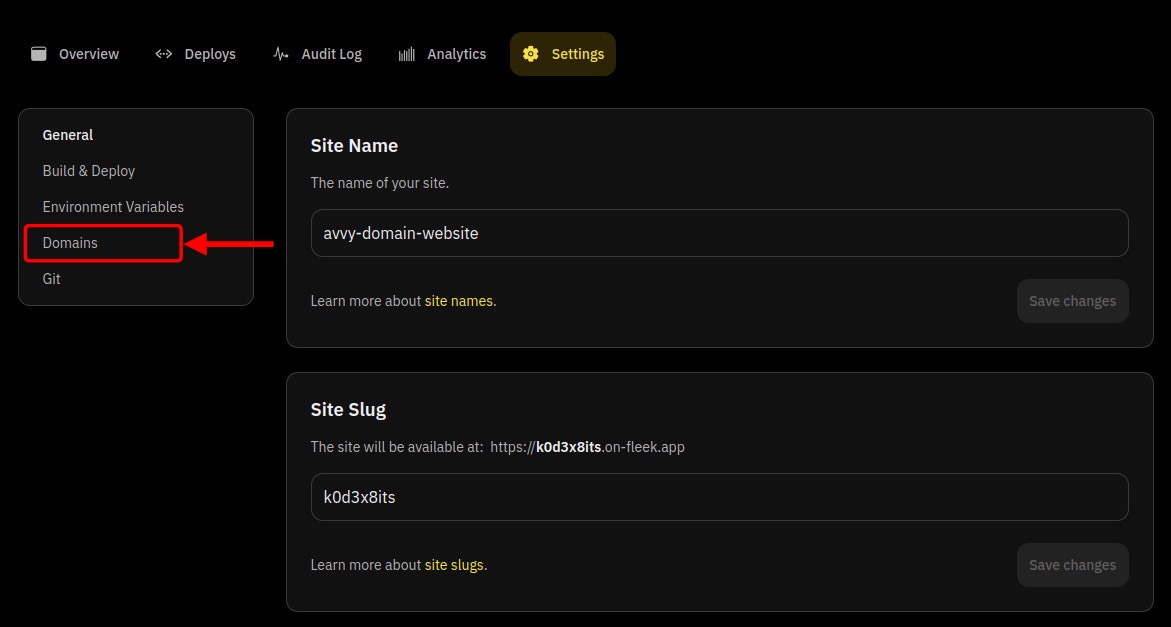 Overview Deploys Audit Log Analytics Settings
General
Build & Deploy
Environment Variables
Domains
Git
Site Name
The name of your site.
avvy-domain-website
Learn more about site names. Save changes
Site Slug
The site will be available at: https://k0d3x8its.on-fleek.app
k0d3x8its
Learn more about site slugs. Save changes